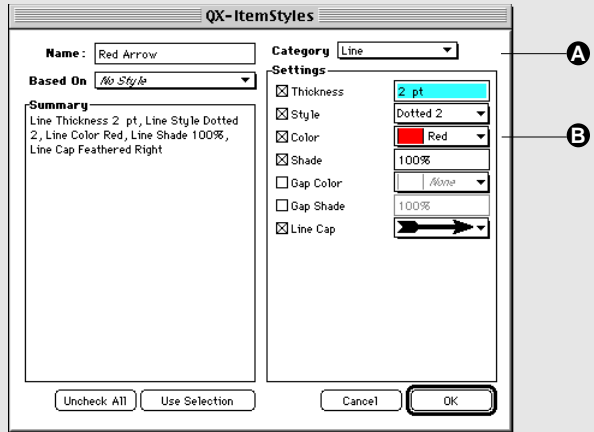 QX-ItemStyles
Name: Red Arrow
Based On No Style
Summary
Line Thickness 2 pt, Line Style Dotted
2, Line Color Red, Line Shade 100%,
Line Cap Feathered Right
Category Line
Settings
Thickness 2 pt
Style Dotted 2
Color Red
Shade 100%
Gap Color None
Gap Shade 100%
Line Cap
Uncheck All Use Selection Cancel OK
A
B